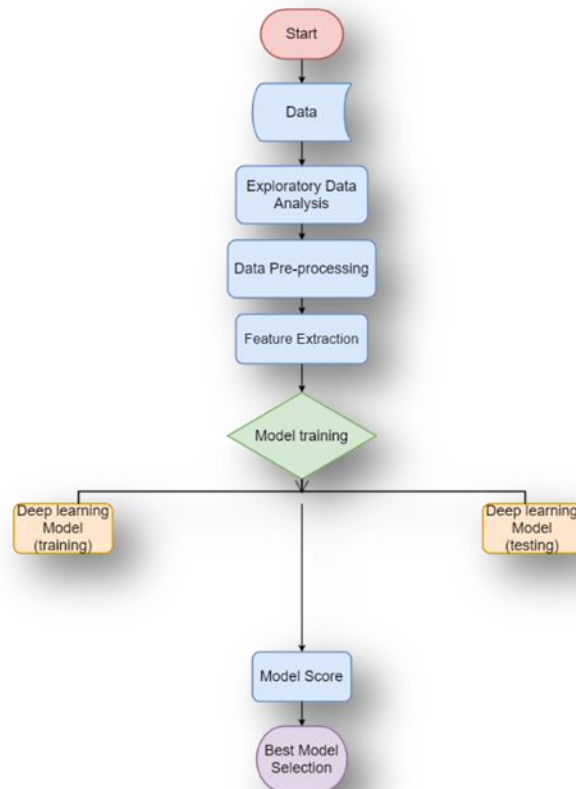 Start
Data
Exploratory Data
Analysis
Data Pre-processing
Feature Extraction
Model training
Deep learning
Model
(training)
Deep learning
Model
(testing)
Model Score
Best Model
Selection